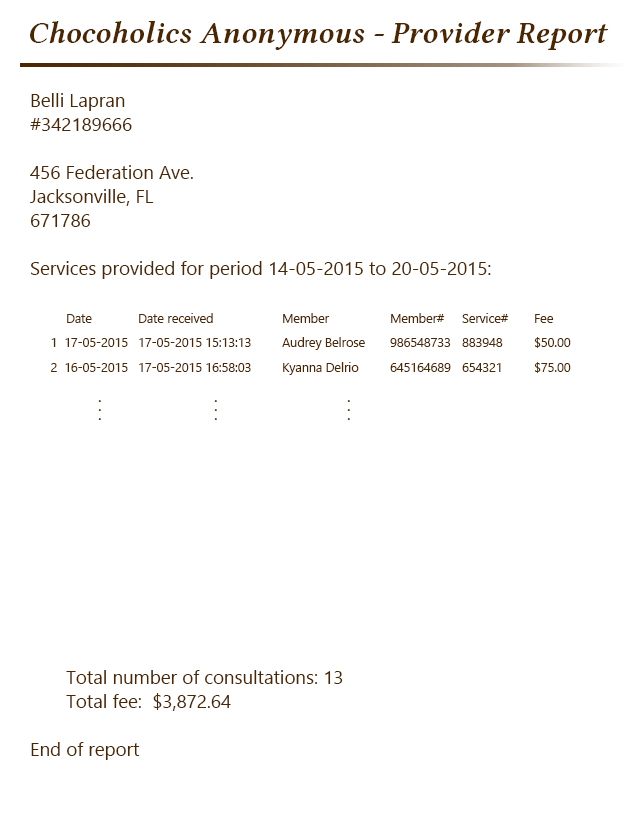 Chocoholics Anonymous - Provider Report
Belli Lapran
#342189666
456 Federation Ave.
Jacksonville, FL
671786
Services provided for period 14-05-2015 to 20-05-2015:
Date Date received Member Member# Service# Fee
1 17-05-2015 17-05-2015 15:13:13 Audrey Belrose 986548733 883948 $50.00
2 16-05-2015 17-05-2015 16:58:03 Kyanna Delrio 645164689 654321 $75.00
⋮ ⋮ ⋮
Total number of consultations: 13
Total fee: $3,872.64
End of report